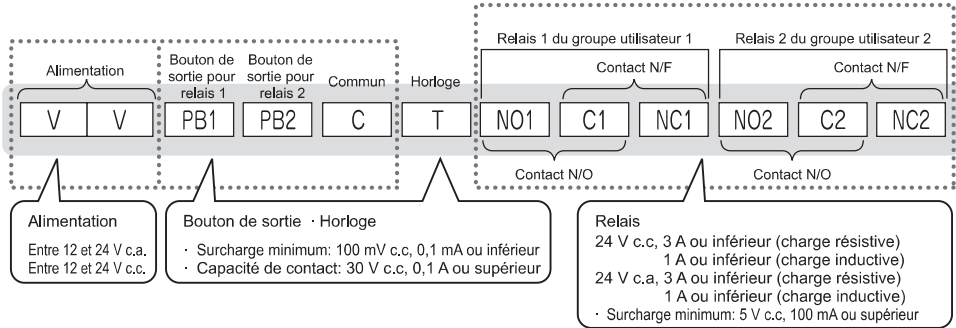 Relais 1 du groupe utilisateur 1
Relais 2 du groupe utilisateur 2
Alimentation
Bouton de
sortie pour
relais 1
Bouton de
sortie pour
relais 2
Commun
Horloge
Contact N/F
Contact N/F
V
V
PB1
PB2
C
T
NO1
C1
NC1
NO2
C2
NC2
Contact N/O
Contact N/O
Alimentation
Entre 12 et 24 V c.a.
Entre 12 et 24 V c.c.
Bouton de sortie · Horloge
· Surcharge minimum: 100 mV c.c, 0,1 mA ou inférieur
· Capacité de contact: 30 V c.c, 0,1 A ou supérieur
Relais
24 V c.c, 3 A ou inférieur (charge résistive)
1 A ou inférieur (charge inductive)
24 V c.a, 3 A ou inférieur (charge résistive)
1 A ou inférieur (charge inductive)
· Surcharge minimum: 5 V c.c, 100 mA ou supérieur